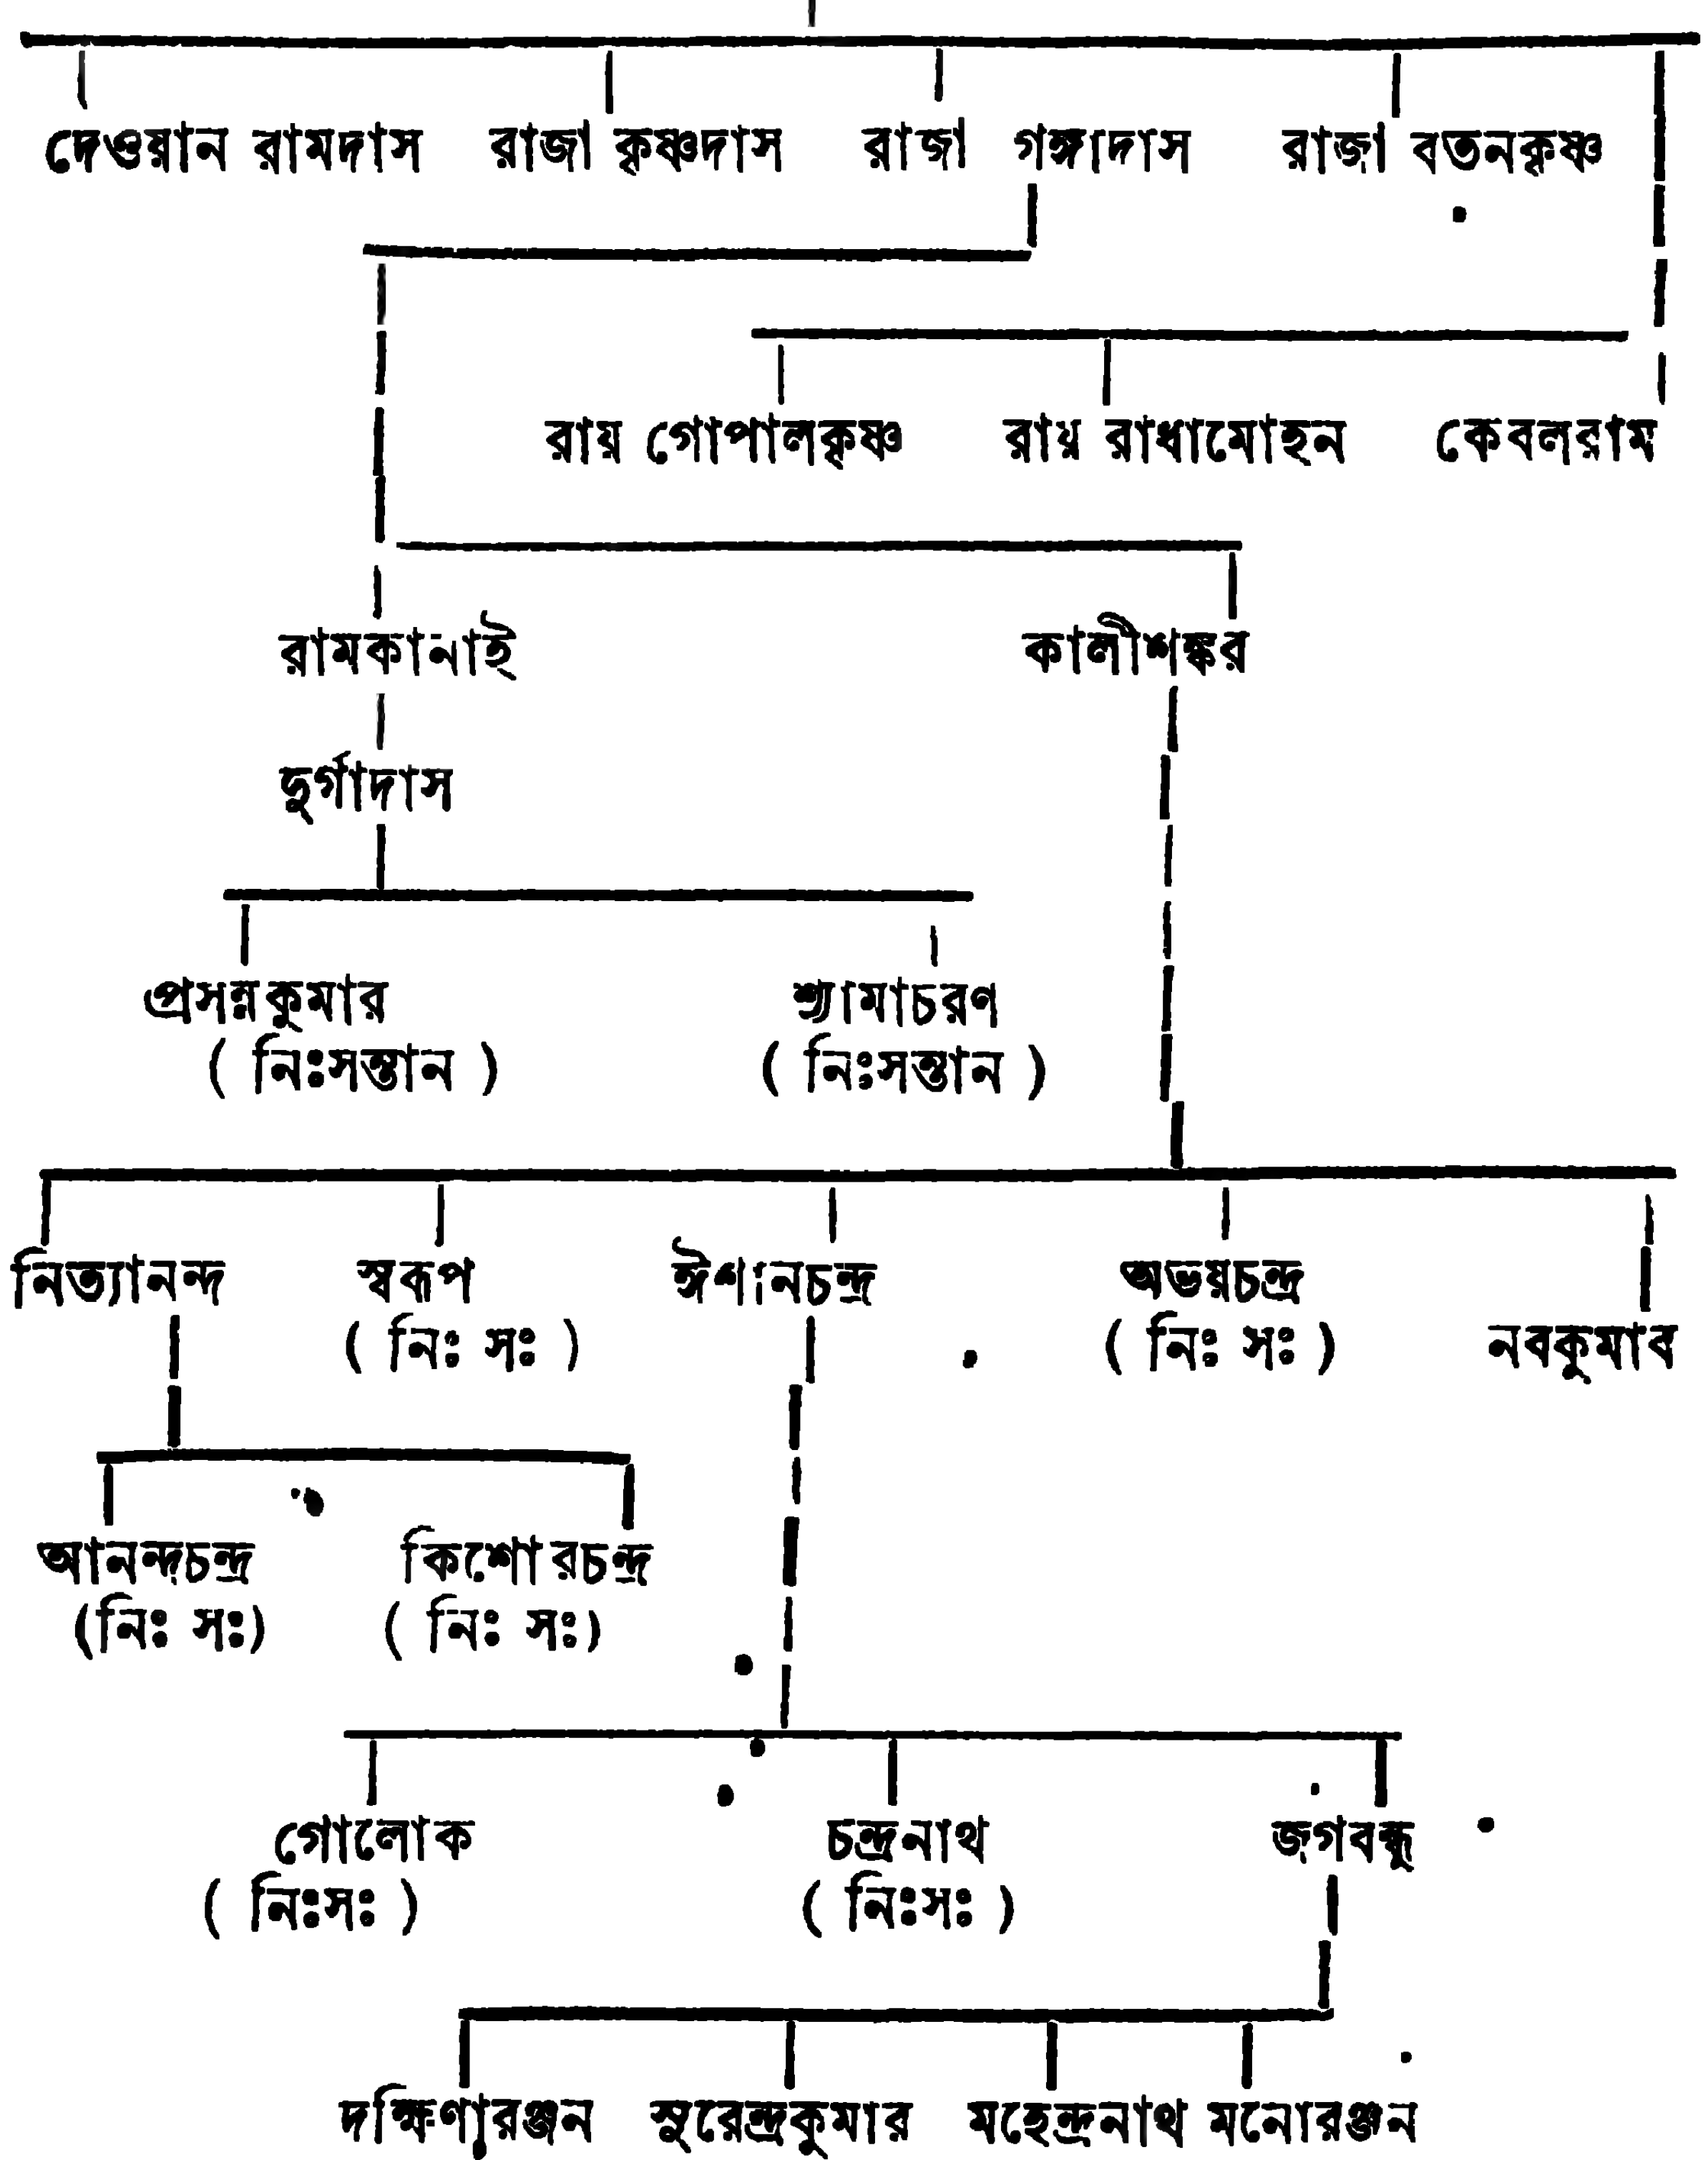 দেওয়ান রামদাস রাজা কৃষ্ণদাস রাজা গঙ্গাদাস রাজা বতনকৃষ্ণ
রায় গোপালকৃষ্ণ রায় রাধামোহন কেবলরাম
রামকানাই কালীশঙ্কর
দুর্গাদাস
প্রসন্নকুমার শ্যামাচরণ
( নিঃসন্তান ) ( নিঃসন্তান )
নিত্যানন্দ স্বরূপ ঈশানচন্দ্র অভয়চন্দ্র
( নিঃ সঃ ) ( নিঃ সঃ ) নবকুমাব
আনন্দচন্দ্র কিশোরচন্দ্র
(নিঃ সঃ) ( নিঃ সঃ)
গোলোক চন্দ্রনাথ জগবন্ধু
( নিঃসঃ ) ( নিঃসঃ )
দক্ষিণারঞ্জন সুরেন্দ্রকুমার মহেন্দ্রনাথ মনোরঞ্জন